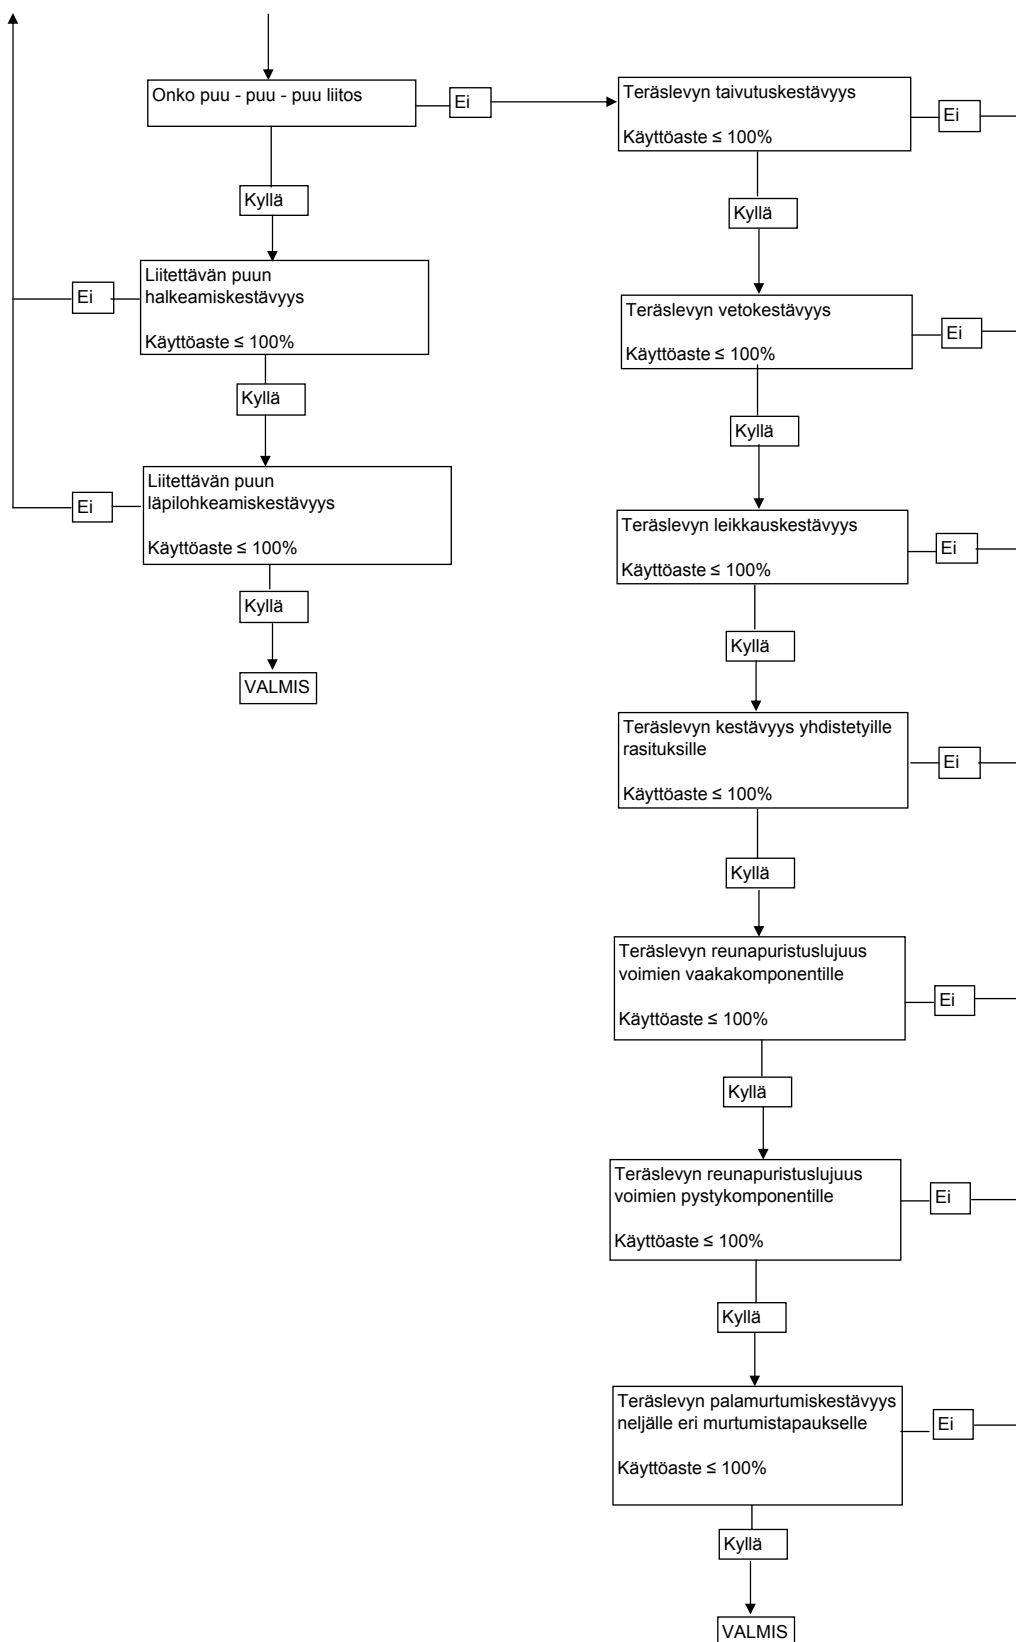 Onko puu - puu - puu liitos
Ei
Kyllä
Liitettävän puun
halkeamiskestävyys
Käyttöaste ≤ 100%
Ei
Kyllä
Liitettävän puun
läpilohkeamiskestävyys
Käyttöaste ≤ 100%
Ei
Kyllä
VALMIS
Teräslevyn taivutuskestävyys
Käyttöaste ≤ 100%
Ei
Kyllä
Teräslevyn vetokestävyys
Käyttöaste ≤ 100%
Ei
Kyllä
Teräslevyn leikkauskestävyys
Käyttöaste ≤ 100%
Ei
Kyllä
Teräslevyn kestävyys yhdistetyille
rasituksille
Käyttöaste ≤ 100%
Ei
Kyllä
Teräslevyn reunapuristuslujuus
voimien vaakakomponentille
Käyttöaste ≤ 100%
Ei
Kyllä
Teräslevyn reunapuristuslujuus
voimien pystykomponentille
Käyttöaste ≤ 100%
Ei
Kyllä
Teräslevyn palamurtumiskestävyys
neljälle eri murtumistapaukselle
Käyttöaste ≤ 100%
Ei
Kyllä
VALMIS